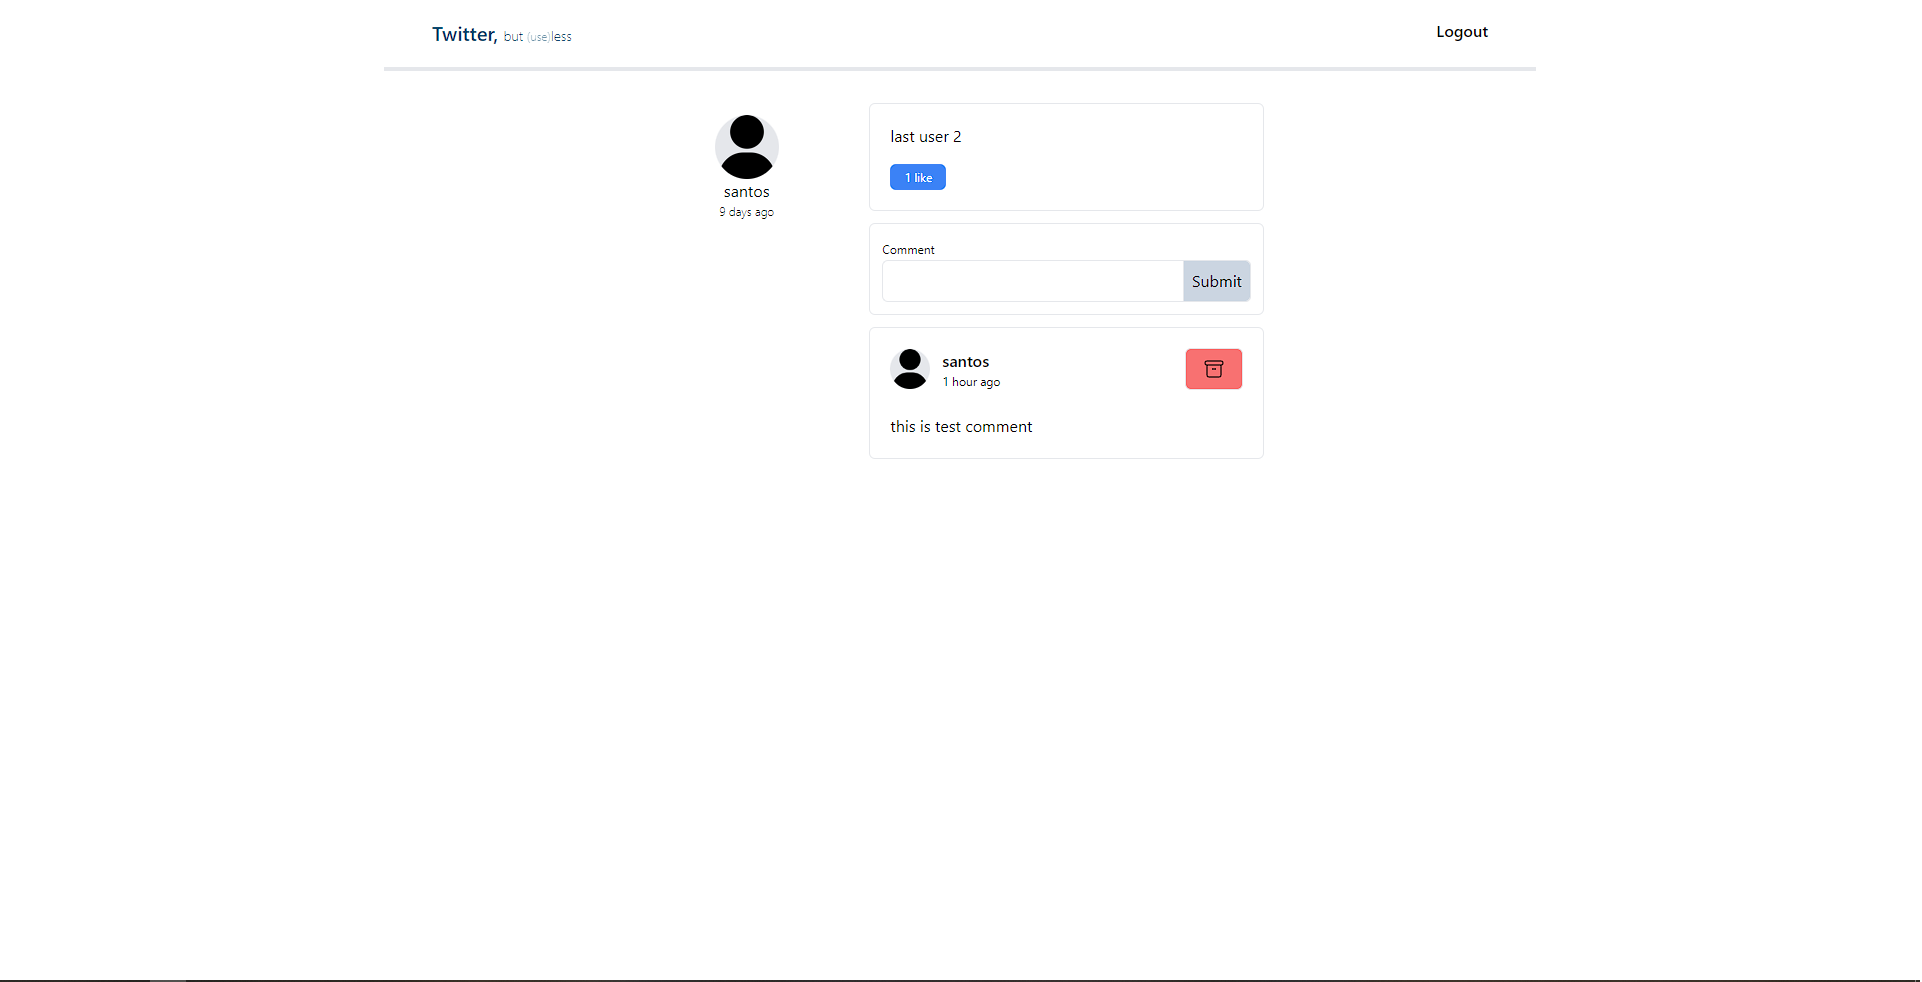 Twitter, but (use)less
Logout
santos
9 days ago
last user 2
1 like
Comment
Submit
santos
1 hour ago
this is test comment